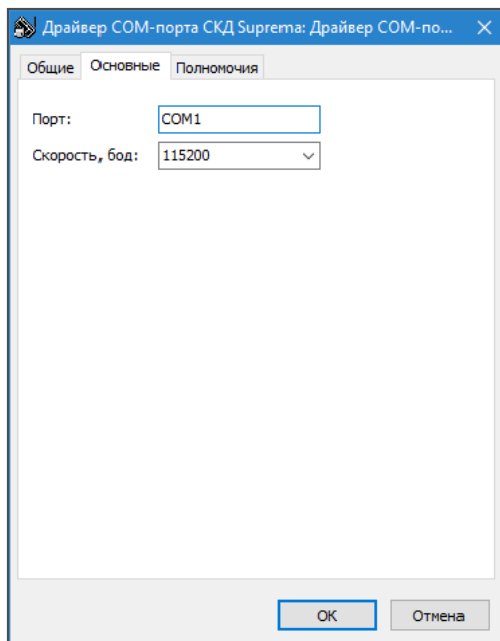 Драйвер COM-порта СКД Suprema: Драйвер COM-по...
Общие Основные Полномочия
Порт: COM1
Скорость, бод: 115200
OK Отмена